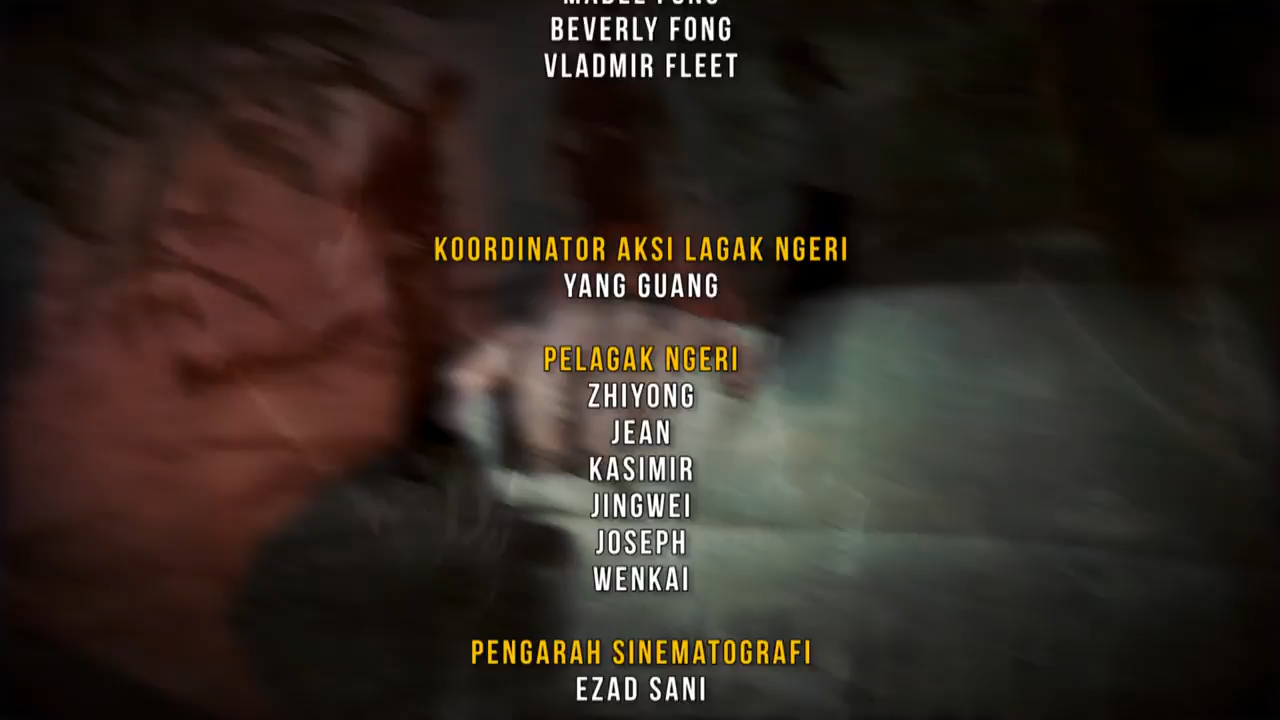 BEVERLY FONG
VLADMIR FLEET
KOORDINATOR AKSI LAGAK NGERI
YANG GUANG
PELAGAK NGERI
ZHIYONG
JEAN
KASIMIR
JINGWEI
JOSEPH
WENKAI
PENGARAH SINEMATOGRAFI
EZAD SANI